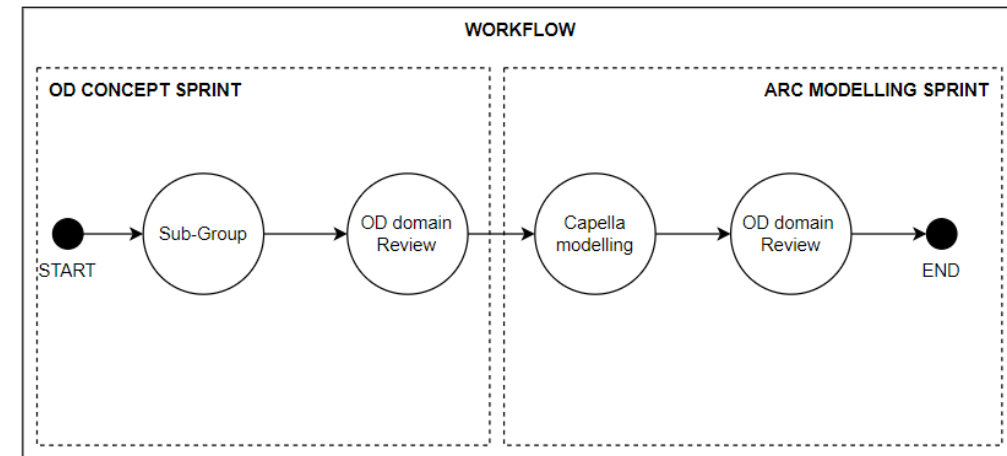 WORKFLOW
OD CONCEPT SPRINT
ARC MODELLING SPRINT
START
Sub-Group
OD domain
Review
Capella
modelling
OD domain
Review
END